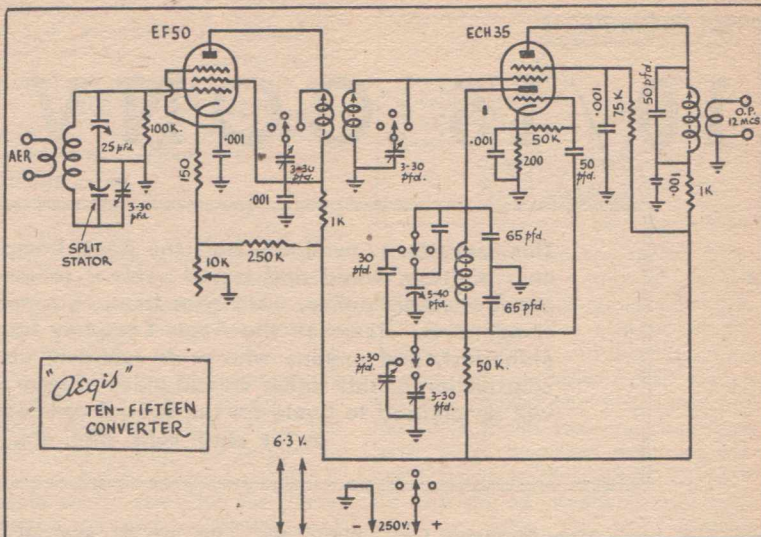 EF50
ECH35
AER
25 pfd.
100K.
.001
3-30
pfd.
SPLIT
STATOR
150
10K
250K
3-30
pfd.
.001
1K
3-30
pfd.
.001
50K
200
50
pfd.
.001
75K
50 pfd.
.001
1K
O.P.
12 MCS
30
pfd.
5-40
pfd.
65 pfd.
65 pfd.
3-30
pfd.
3-30
pfd.
50K.
"Aegis"
TEN-FIFTEEN
CONVERTER
6.3 V.
- 250V. +